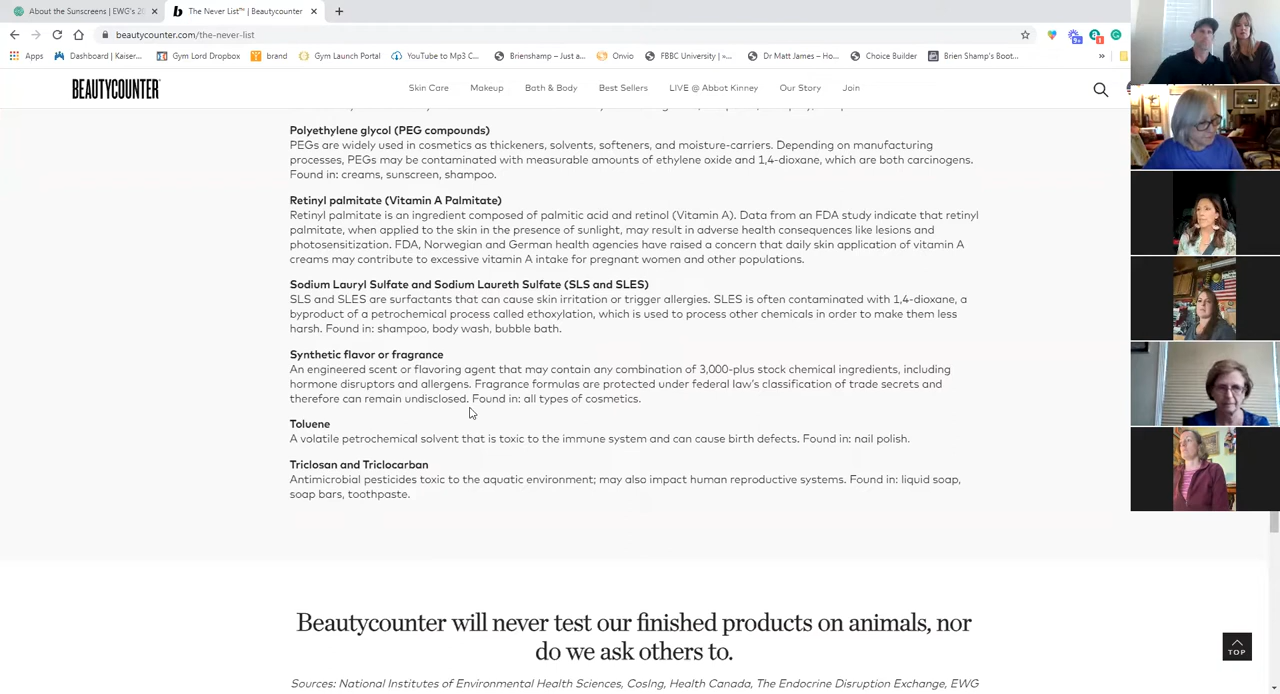 About the Sunscreens | EWG's 20
The Never List™ | Beautycounter
beautycounter.com/the-never-list
Apps Dashboard | Kaiser... Gym Lord Dropbox brand Gym Launch Portal YouTube to Mp3 C... Brienshamp – Just a... Onvio FBBC University | »... Dr Matt James – Ho... Choice Builder Brien Shamp's Boot... »
BEAUTYCOUNTER
Skin Care Makeup Bath & Body Best Sellers LIVE @ Abbot Kinney Our Story Join
Polyethylene glycol (PEG compounds)
PEGs are widely used in cosmetics as thickeners, solvents, softeners, and moisture-carriers. Depending on manufacturing
processes, PEGs may be contaminated with measurable amounts of ethylene oxide and 1,4-dioxane, which are both carcinogens.
Found in: creams, sunscreen, shampoo.
Retinyl palmitate (Vitamin A Palmitate)
Retinyl palmitate is an ingredient composed of palmitic acid and retinol (Vitamin A). Data from an FDA study indicate that retinyl
palmitate, when applied to the skin in the presence of sunlight, may result in adverse health consequences like lesions and
photosensitization. FDA, Norwegian and German health agencies have raised a concern that daily skin application of vitamin A
creams may contribute to excessive vitamin A intake for pregnant women and other populations.
Sodium Lauryl Sulfate and Sodium Laureth Sulfate (SLS and SLES)
SLS and SLES are surfactants that can cause skin irritation or trigger allergies. SLES is often contaminated with 1,4-dioxane, a
byproduct of a petrochemical process called ethoxylation, which is used to process other chemicals in order to make them less
harsh. Found in: shampoo, body wash, bubble bath.
Synthetic flavor or fragrance
An engineered scent or flavoring agent that may contain any combination of 3,000-plus stock chemical ingredients, including
hormone disruptors and allergens. Fragrance formulas are protected under federal law's classification of trade secrets and
therefore can remain undisclosed. Found in: all types of cosmetics.
Toluene
A volatile petrochemical solvent that is toxic to the immune system and can cause birth defects. Found in: nail polish.
Triclosan and Triclocarban
Antimicrobial pesticides toxic to the aquatic environment; may also impact human reproductive systems. Found in: liquid soap,
soap bars, toothpaste.
Beautycounter will never test our finished products on animals, nor
do we ask others to.
TOP
Sources: National Institutes of Environmental Health Sciences, CosIng, Health Canada, The Endocrine Disruption Exchange, EWG